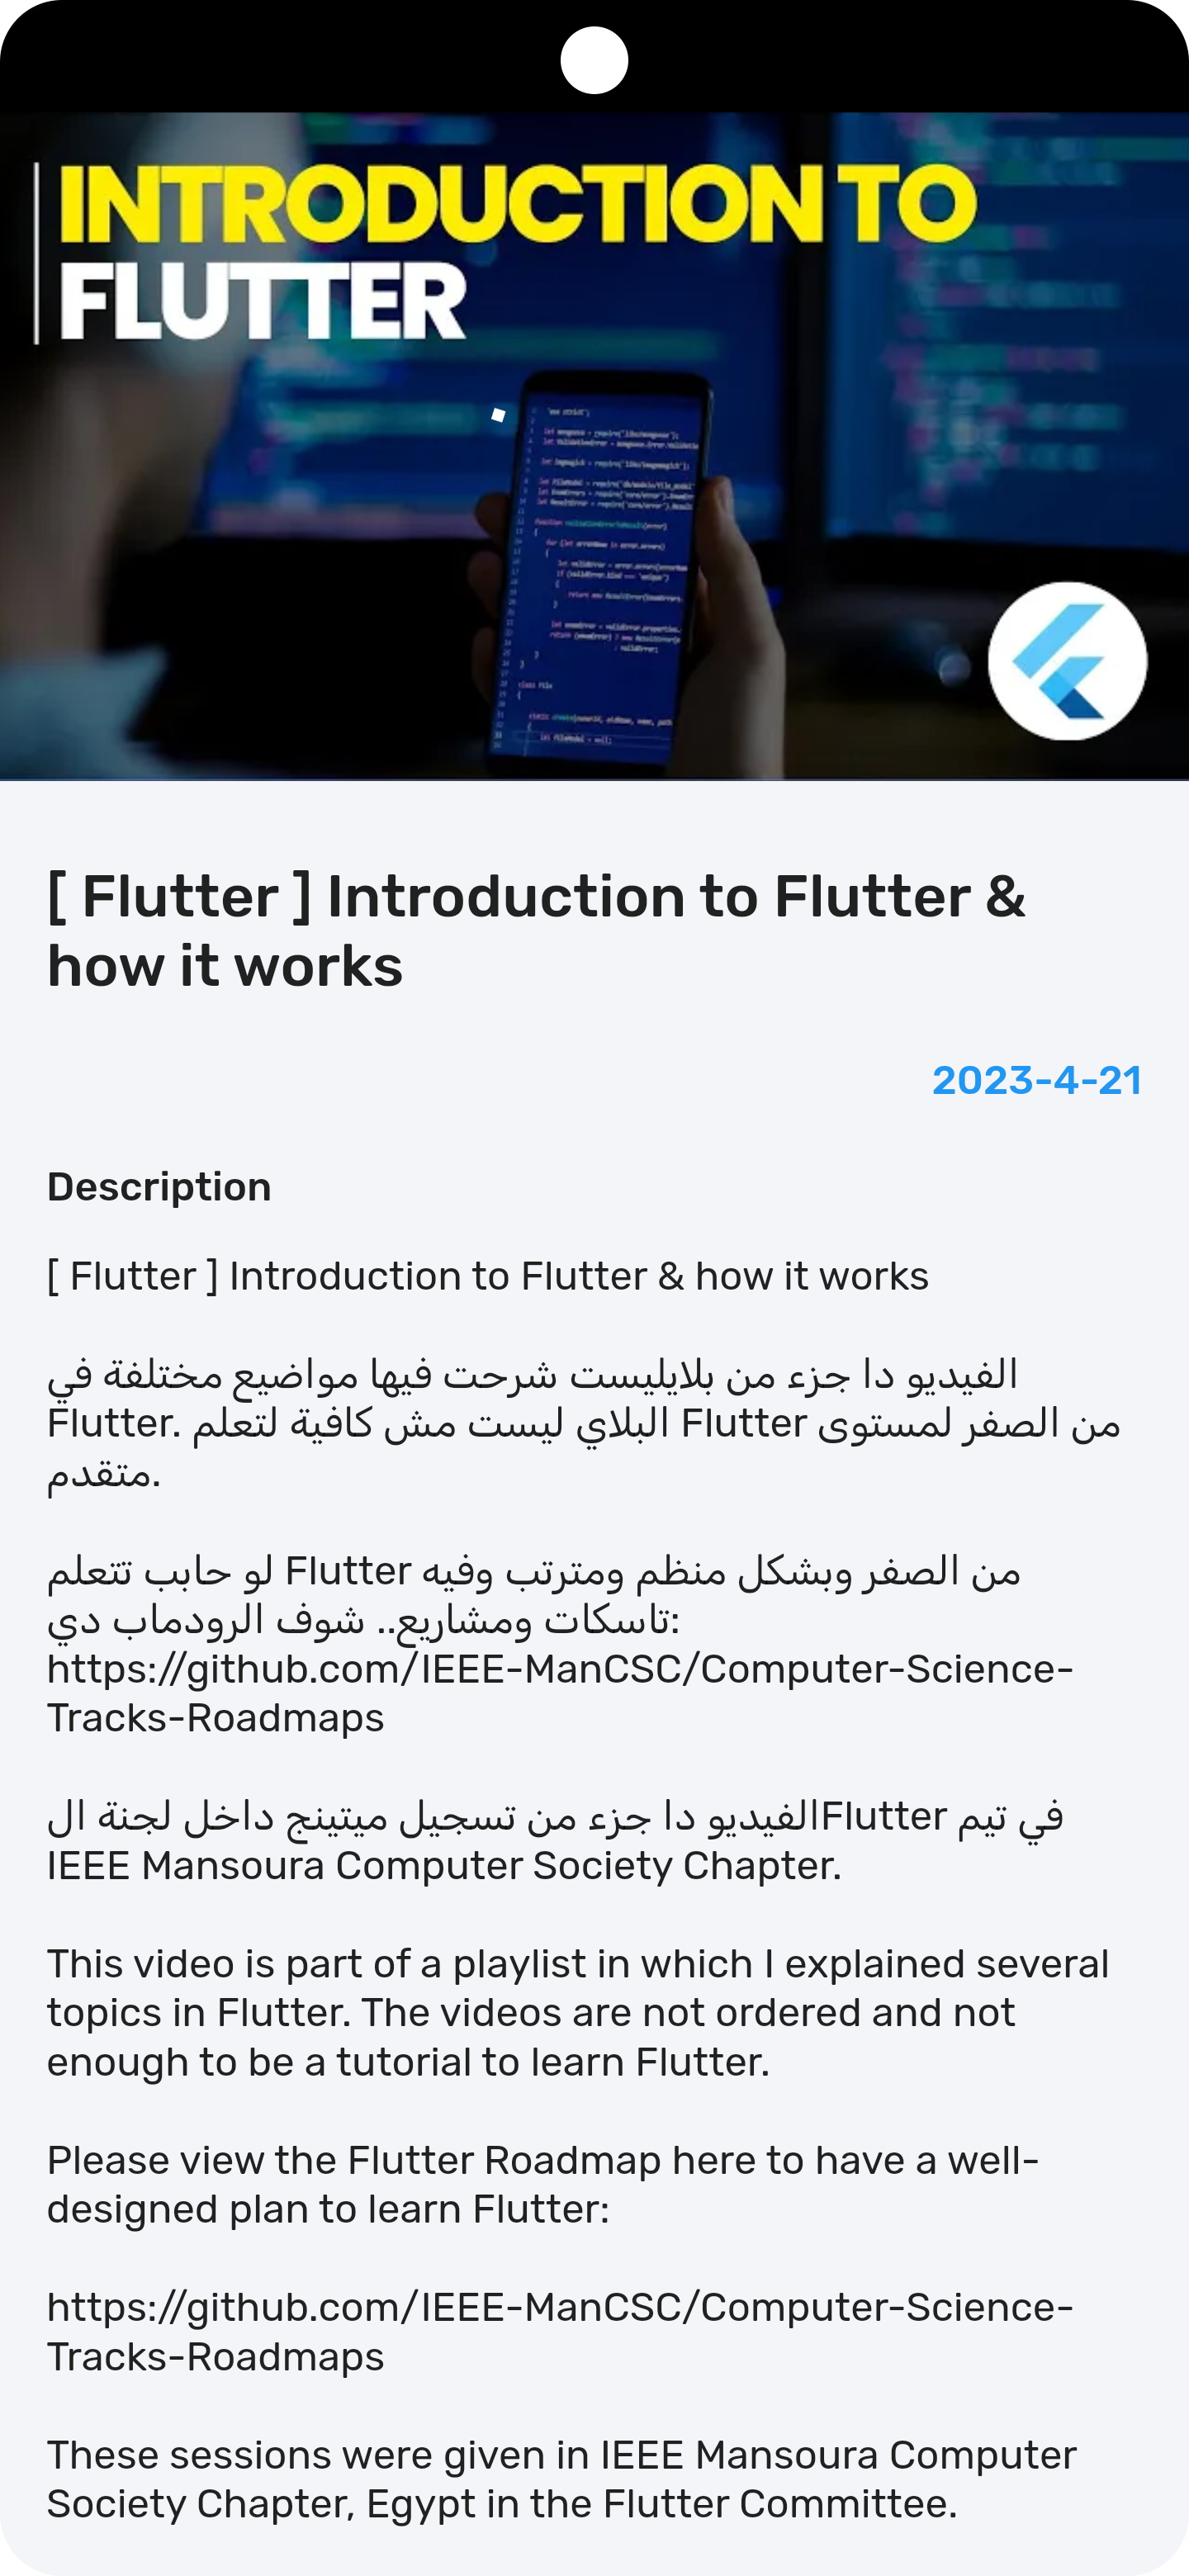 INTRODUCTION TO
FLUTTER
[ Flutter ] Introduction to Flutter &
how it works
2023-4-21
Description
[ Flutter ] Introduction to Flutter & how it works
الفيديو دا جزء من بلايليست شرحت فيها مواضيع مختلفة في
Flutter. البلاي ليست مش كافية لتعلم Flutter من الصفر لمستوى
متقدم.
لو حابب تتعلم Flutter من الصفر وبشكل منظم ومترتب وفيه
تاسكات ومشاريع.. شوف الرودماب دي:
https://github.com/IEEE-ManCSC/Computer-Science-
Tracks-Roadmaps
الفيديو دا جزء من تسجيل ميتينج داخل لجنة الFlutter في تيم
IEEE Mansoura Computer Society Chapter.
This video is part of a playlist in which I explained several
topics in Flutter. The videos are not ordered and not
enough to be a tutorial to learn Flutter.
Please view the Flutter Roadmap here to have a well-
designed plan to learn Flutter:
https://github.com/IEEE-ManCSC/Computer-Science-
Tracks-Roadmaps
These sessions were given in IEEE Mansoura Computer
Society Chapter, Egypt in the Flutter Committee.